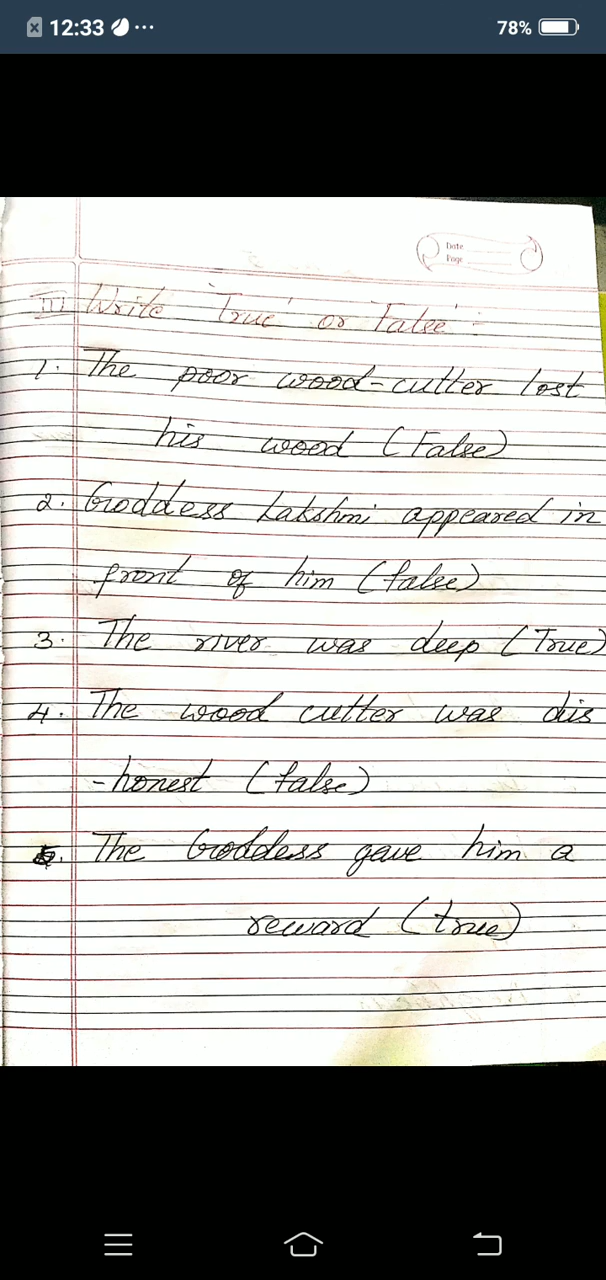 12:33 ...
78%
Date
Page
III Write 'True' or 'False' :-
1. The poor wood-cutter lost
his wood (False)
2. Goddess Lakshmi appeared in
front of him (false)
3. The river was deep (True)
4. The wood cutter was dis
-honest (false)
5. The Goddess gave him a
reward (true)